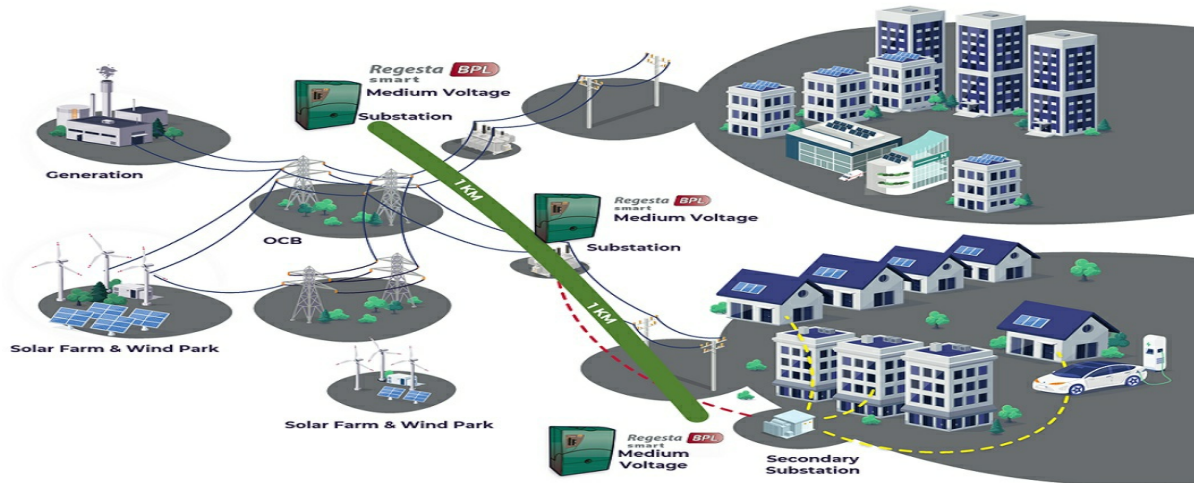 Regesta BPL
smart
Medium Voltage
Substation
Generation
1 KM
Regesta BPL
smart
Medium Voltage
Substation
OCB
1 KM
Solar Farm & Wind Park
Solar Farm & Wind Park
Regesta BPL
smart
Medium
Voltage
Secondary
Substation